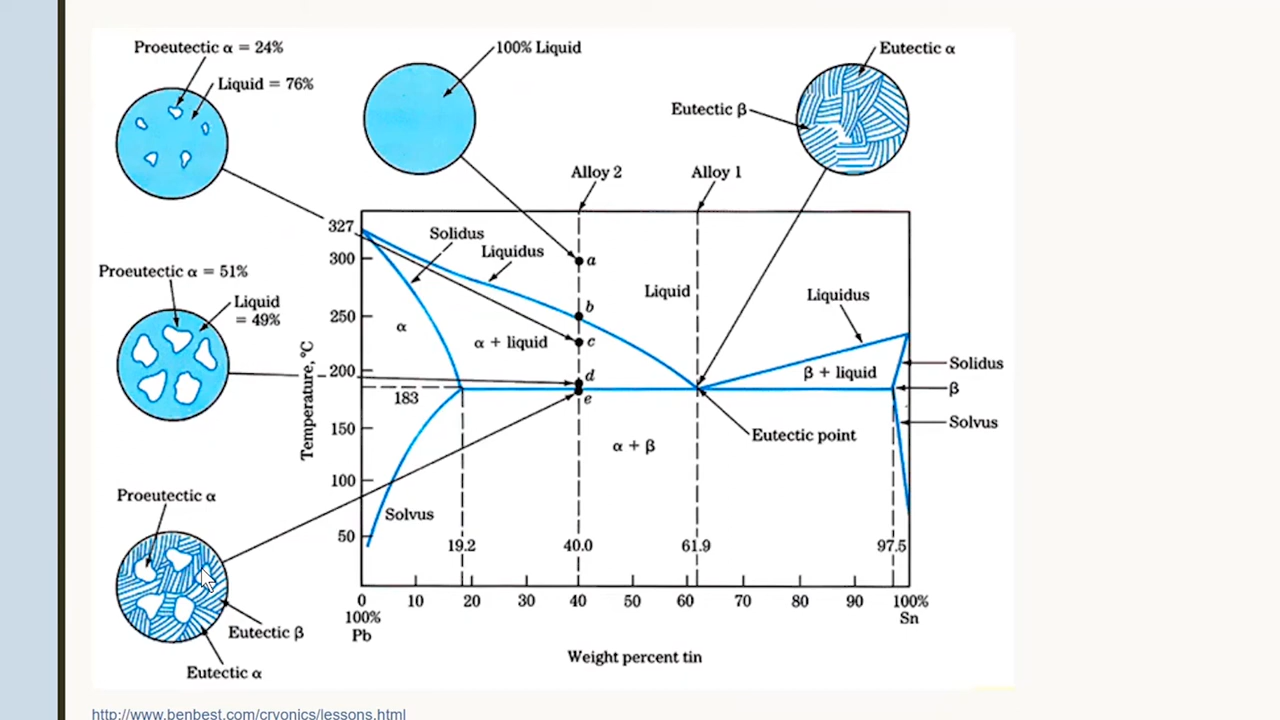 Proeutectic α = 24%
Liquid = 76%
100% Liquid
Eutectic α
Eutectic β
Alloy 2
Alloy 1
327
300
250
200
183
150
100
50
Temperature, °C
Solidus
Liquidus
a
b
c
d
e
Liquid
Liquidus
α
α + liquid
β + liquid
Solidus
β
Solvus
Eutectic point
α + β
Solvus
19.2
40.0
61.9
97.5
0
10
20
30
40
50
60
70
80
90
100%
100%
Pb
Sn
Weight percent tin
Proeutectic α = 51%
Liquid
= 49%
Proeutectic α
Eutectic β
Eutectic α
http://www.benbest.com/cryonics/lessons.html